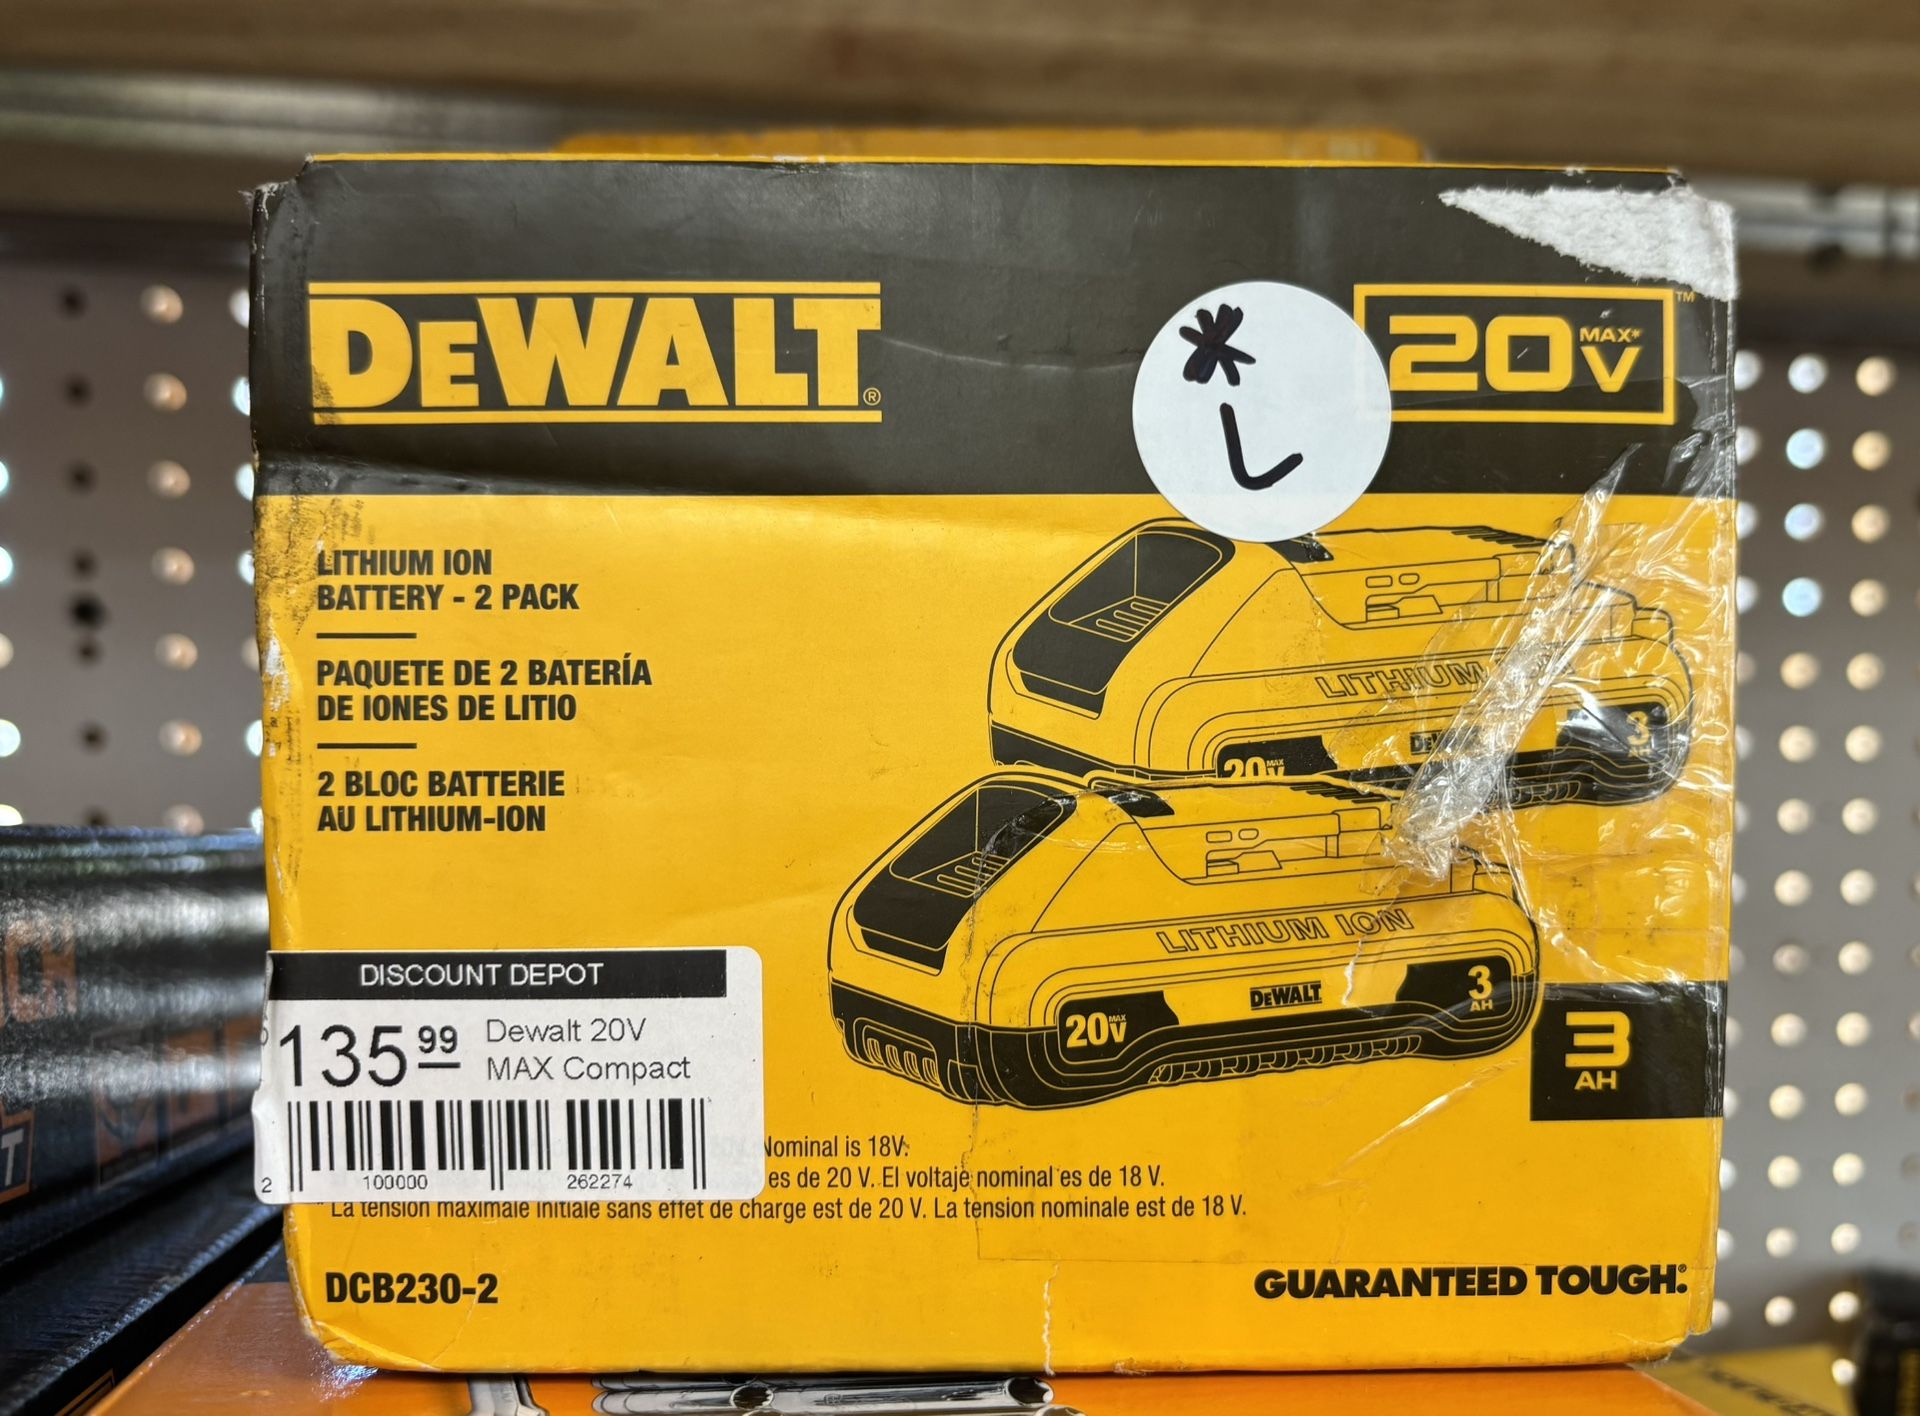 DEWALT®
20V MAX* ™
* L
LITHIUM ION
BATTERY - 2 PACK
PAQUETE DE 2 BATERÍA
DE IONES DE LITIO
2 BLOC BATTERIE
AU LITHIUM-ION
LITHIUM
20V MAX
3
LITHIUM ION
DEWALT
3
AH
20V MAX
3
AH
DISCOUNT DEPOT
135.99 Dewalt 20V
MAX Compact
2 100000 262274
Nominal is 18V.
es de 20 V. El voltaje nominal es de 18 V.
* La tension maximale initiale sans effet de charge est de 20 V. La tension nominale est de 18 V.
DCB230-2
GUARANTEED TOUGH.®